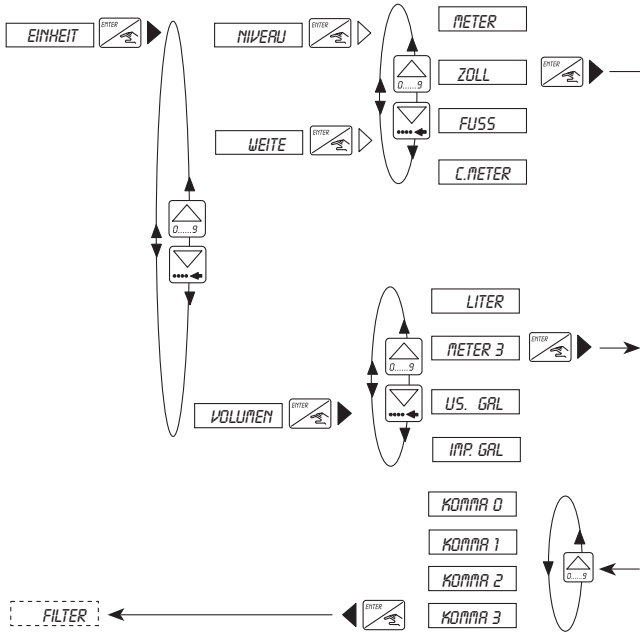 EINHEIT
ENTER
NIVEAU
ENTER
METER
0......9
ZOLL
ENTER
FUSS
WEITE
ENTER
C.METER
0......9
LITER
METER 3
ENTER
0......9
US. GAL
VOLUMEN
ENTER
IMP. GAL
KOMMA 0
KOMMA 1
0......9
KOMMA 2
FILTER
ENTER
KOMMA 3